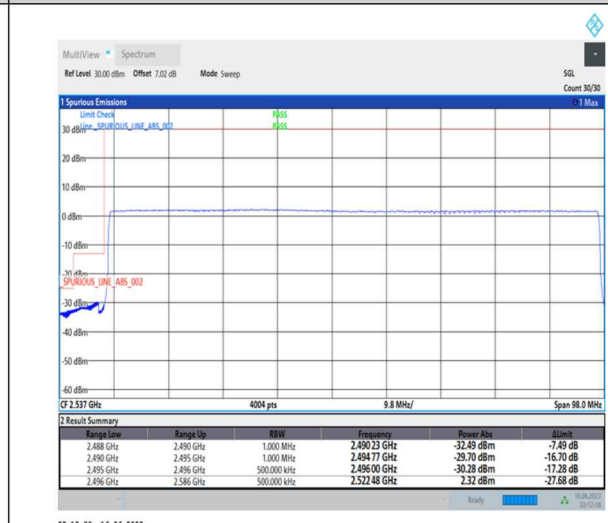 MultiView Spectrum
Ref Level 30.00 dBm Offset 7.02 dB Mode Sweep SGL
Count 30/30
1 Spurious Emissions 1 Max
Limit Check PASS
30 dBm Line _SPURIOUS_LINE_ABS_002 PASS
20 dBm
10 dBm
0 dBm
-10 dBm
-20 dBm
SPURIOUS_LINE_ABS_002
-30 dBm
-40 dBm
-50 dBm
-60 dBm
CF 2.537 GHz 4004 pts 9.8 MHz/ Span 98.0 MHz
2 Result Summary
Range Low Range Up RBW Frequency Power Abs ΔLimit
2.488 GHz 2.490 GHz 1.000 MHz 2.490 23 GHz -32.49 dBm -7.49 dB
2.490 GHz 2.495 GHz 1.000 MHz 2.494 77 GHz -29.70 dBm -16.70 dB
2.495 GHz 2.496 GHz 500.000 kHz 2.496 00 GHz -30.28 dBm -17.28 dB
2.496 GHz 2.586 GHz 500.000 kHz 2.522 48 GHz 2.32 dBm -27.68 dB
Ready